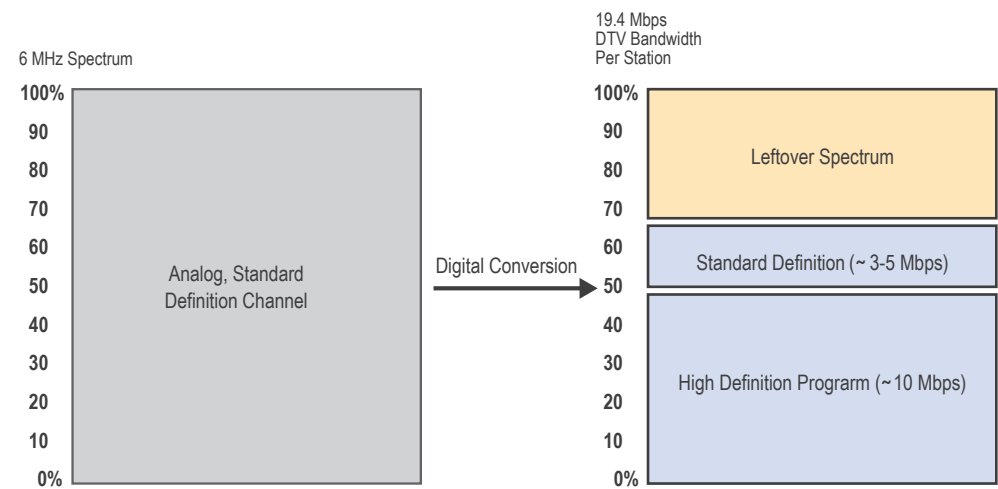 6 MHz Spectrum
100%
90
80
70
60
50
40
30
20
10
0%
Analog, Standard
Definition Channel
Digital Conversion
19.4 Mbps
DTV Bandwidth
Per Station
100%
90
80
70
60
50
40
30
20
10
0%
Leftover Spectrum
Standard Definition (~ 3-5 Mbps)
High Definition Prograrm (~ 10 Mbps)